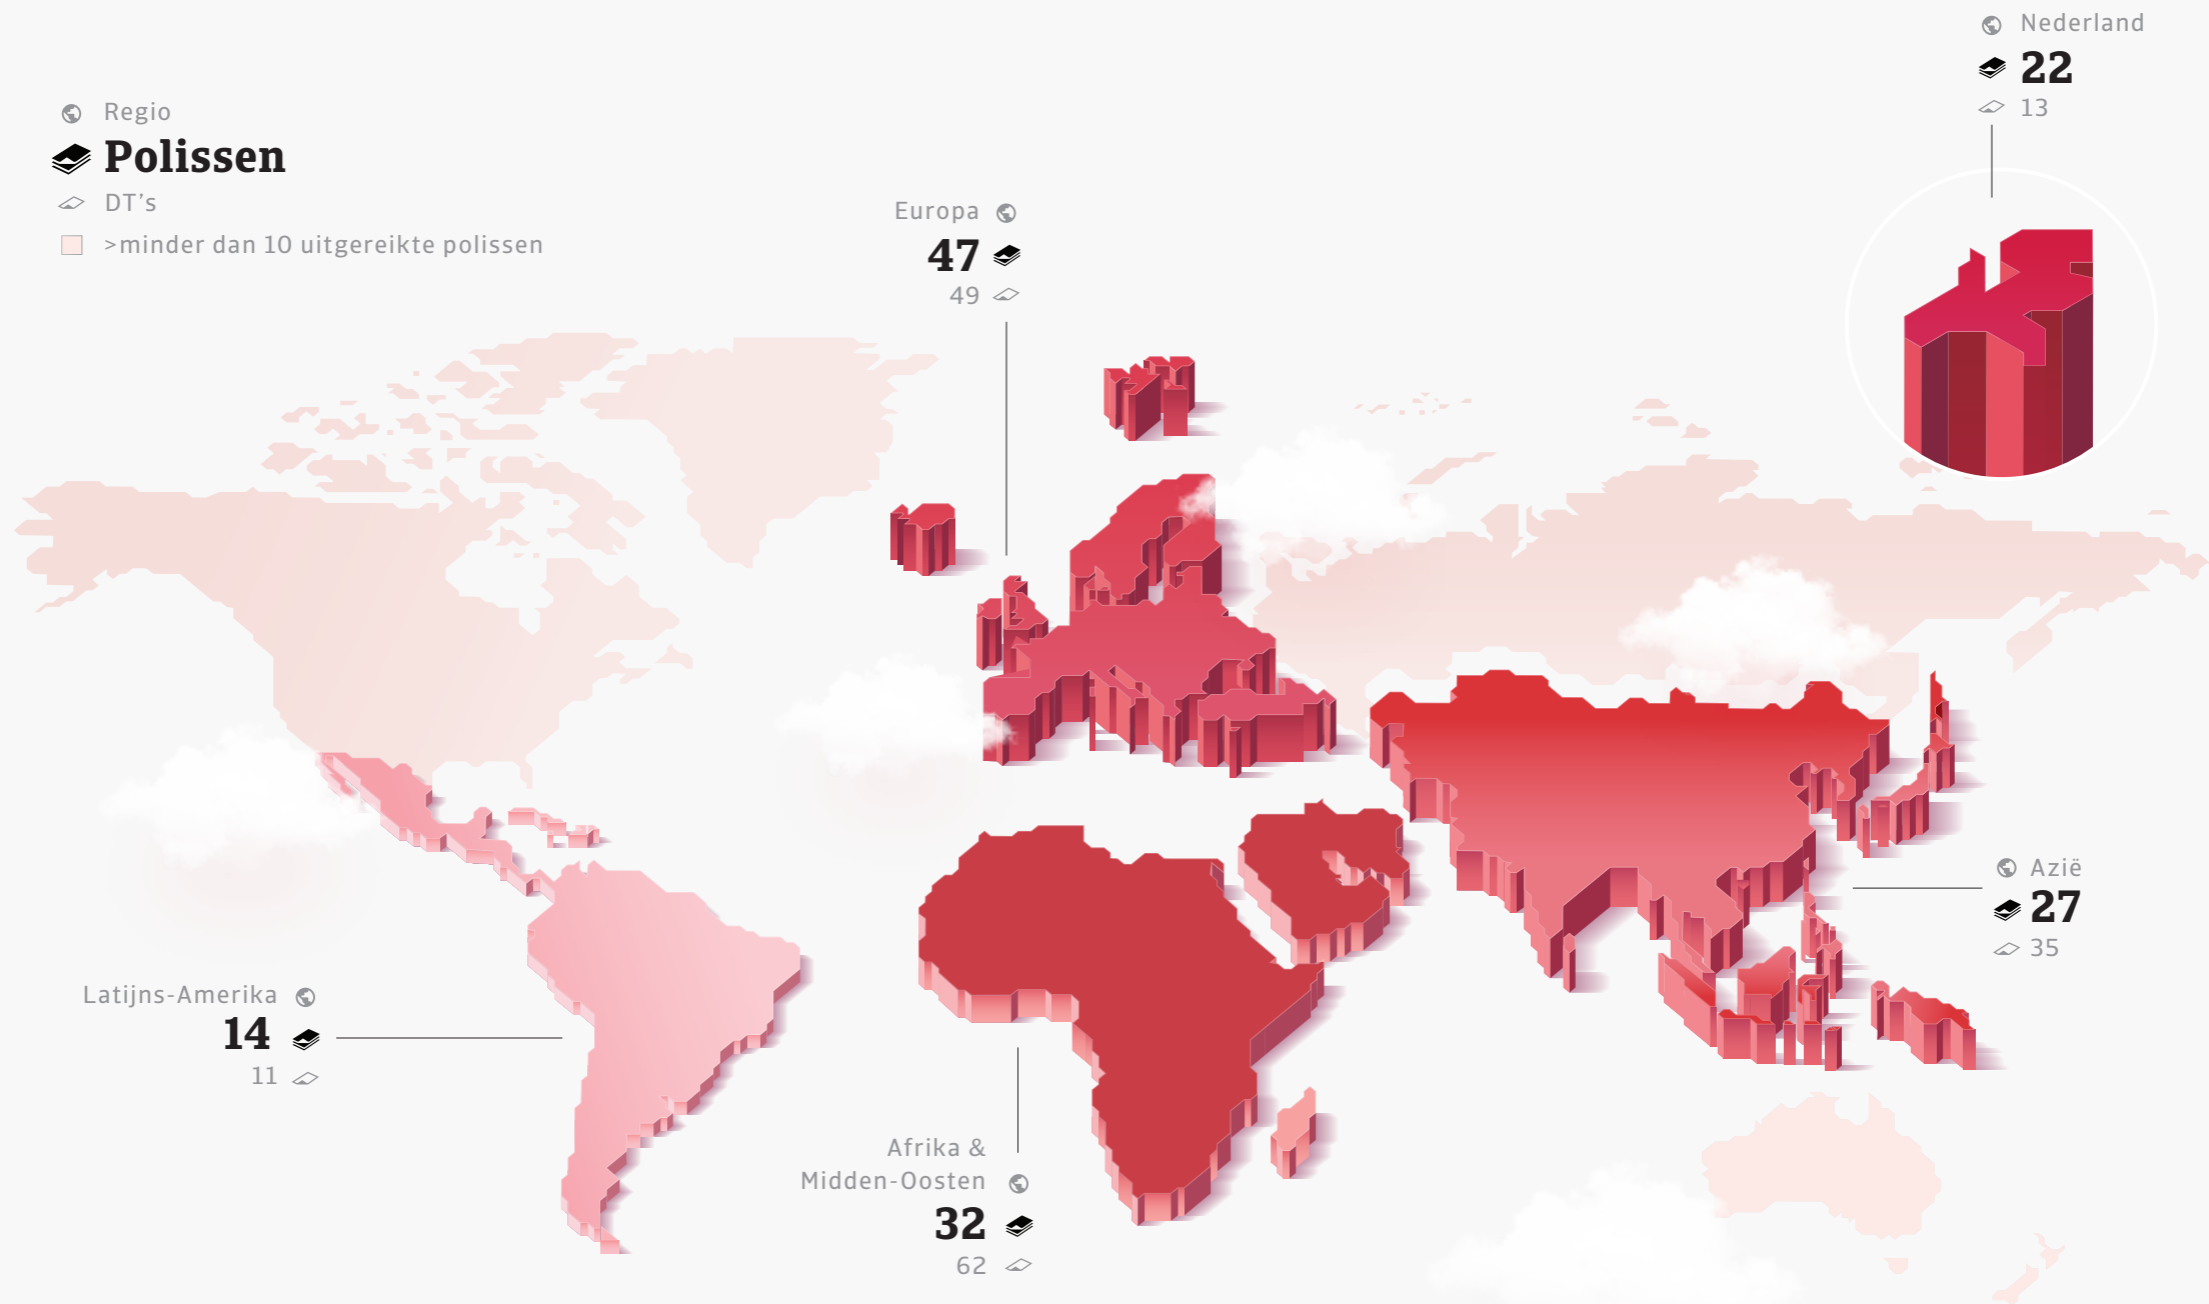 Regio
Polissen
DT's
>minder dan 10 uitgereikte polissen
Nederland
22
13
Europa
47
49
Azië
27
35
Latijns-Amerika
14
11
Afrika &
Midden-Oosten
32
62